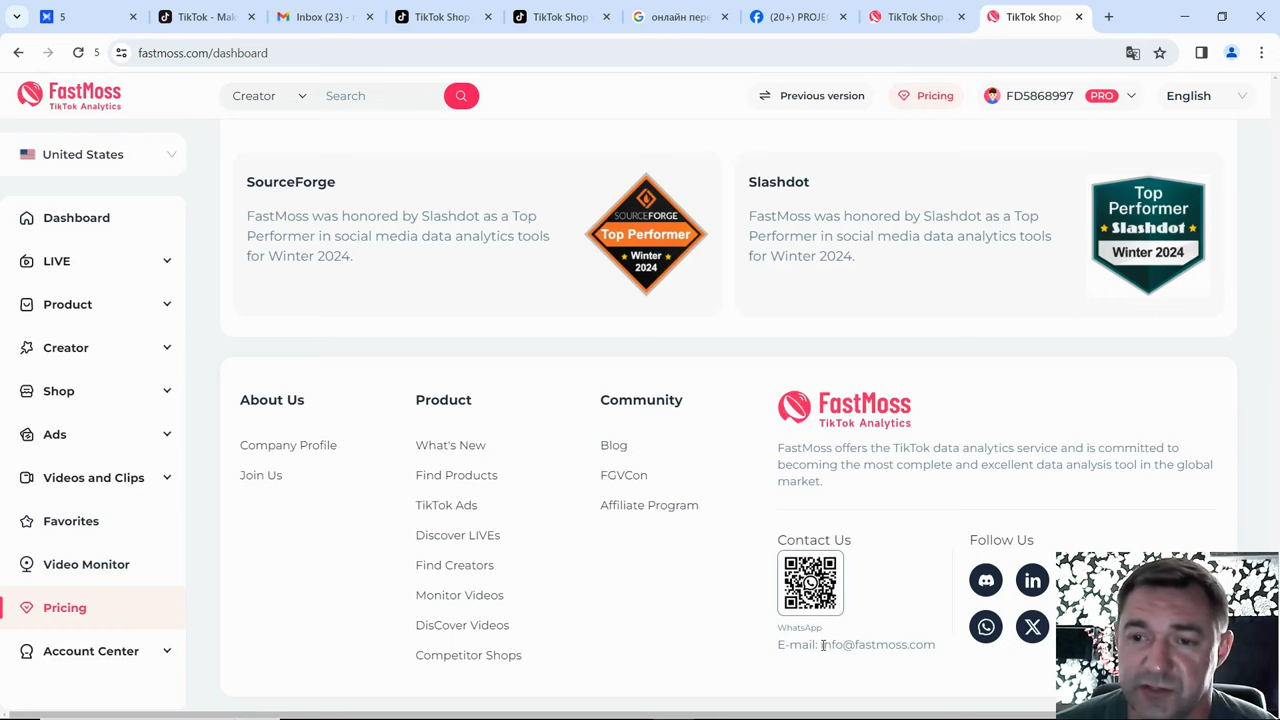 5
TikTok - Mak
Inbox (23) - r
TikTok Shop
TikTok Shop
онлайн пере
(20+) PROJEC
TikTok Shop
TikTok Shop
5
fastmoss.com/dashboard
FastMoss
TikTok Analytics
Creator
Search
Previous version
Pricing
FD5868997
PRO
English
United States
Dashboard
LIVE
Product
Creator
Shop
Ads
Videos and Clips
Favorites
Video Monitor
Pricing
Account Center
SourceForge
FastMoss was honored by Slashdot as a Top
Performer in social media data analytics tools
for Winter 2024.
SOURCEFORGE
Top Performer
Winter
2024
Slashdot
FastMoss was honored by Slashdot as a Top
Performer in social media data analytics tools
for Winter 2024.
Top
Performer
Slashdot
Winter 2024
About Us
Company Profile
Join Us
Product
What's New
Find Products
TikTok Ads
Discover LIVEs
Find Creators
Monitor Videos
DisCover Videos
Competitor Shops
Community
Blog
FGVCon
Affiliate Program
FastMoss
TikTok Analytics
FastMoss offers the TikTok data analytics service and is committed to
becoming the most complete and excellent data analysis tool in the global
market.
Contact Us
WhatsApp
E-mail: info@fastmoss.com
Follow Us